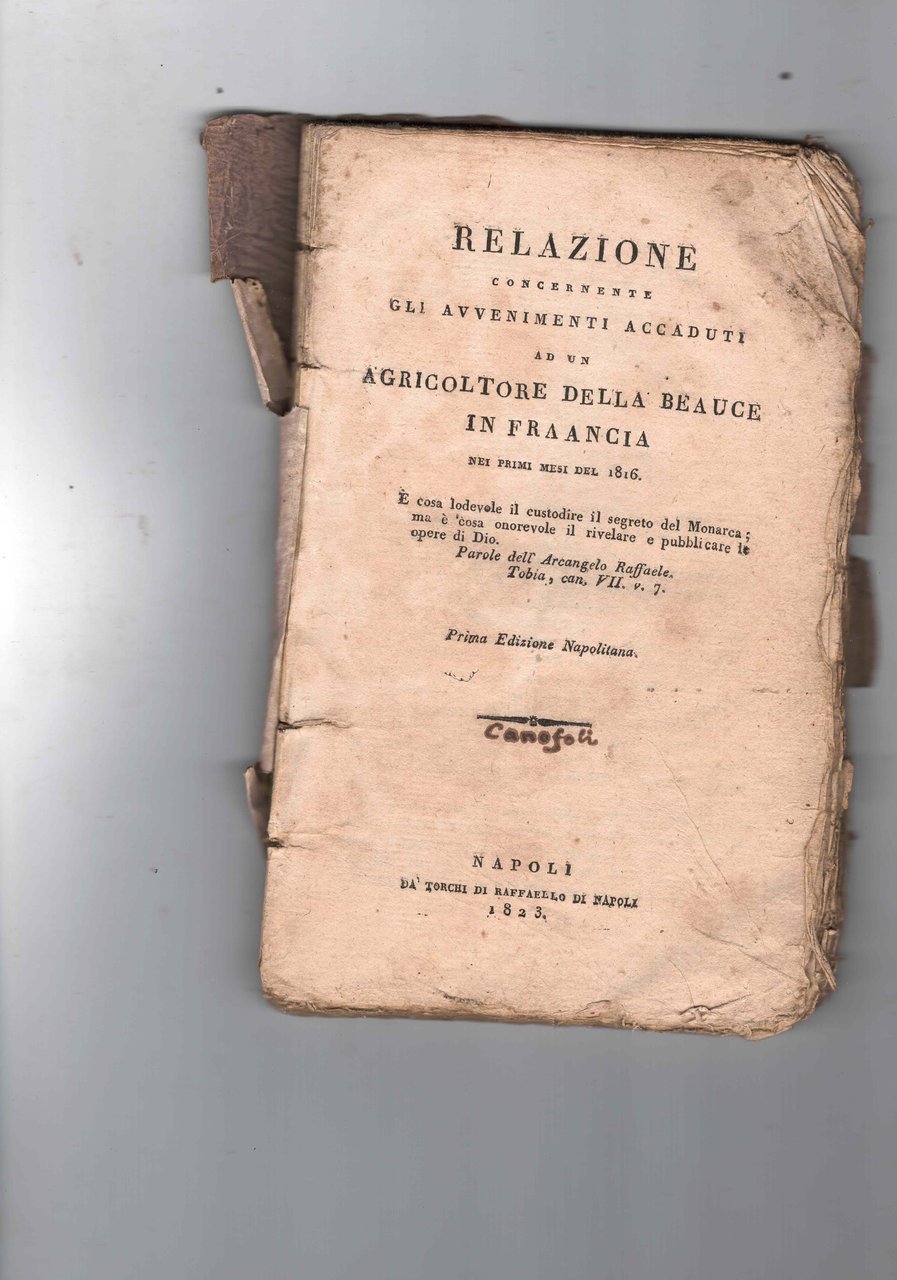 RELAZIONE
CONCERNENTE
GLI AVVENIMENTI ACCADUTI
AD UN
AGRICOLTORE DELLA BEAUCE
IN FRAANCIA
NEI PRIMI MESI DEL 1816.
È cosa lodevole il custodire il segreto del Monarca;
ma è cosa onorevole il rivelare e pubblicare le
opere di Dio.
Parole dell' Arcangelo Raffaele.
Tobia, can, VII. v. 7.
Prima Edizione Napolitana.
Canofoli
NAPOLI
DA' TORCHI DI RAFFAELLO DI NAPOLI
1823.